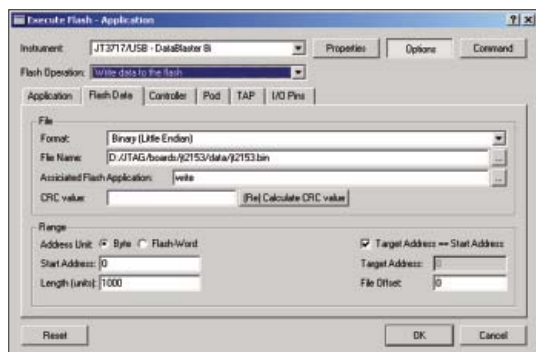 Execute Flash - Application
Instrument: JT3717/USB - DataBlaster 8i Properties Options Command
Flash Operation: Write data to the flash
Application Flash Data Controller Pod TAP I/O Pins
File
Format: Binary (Little Endian)
File Name: D:/JTAG/boards/jt2153/data/jt2153.bin ...
Assiciated Flash Application: write ...
CRC value: (Re) Calculate CRC value
Range
Address Unit: Byte Flash-Word Target Address == Start Address
Start Address: 0 Target Address: 0
Length (units): 1000 File Offset: 0
Reset OK Cancel